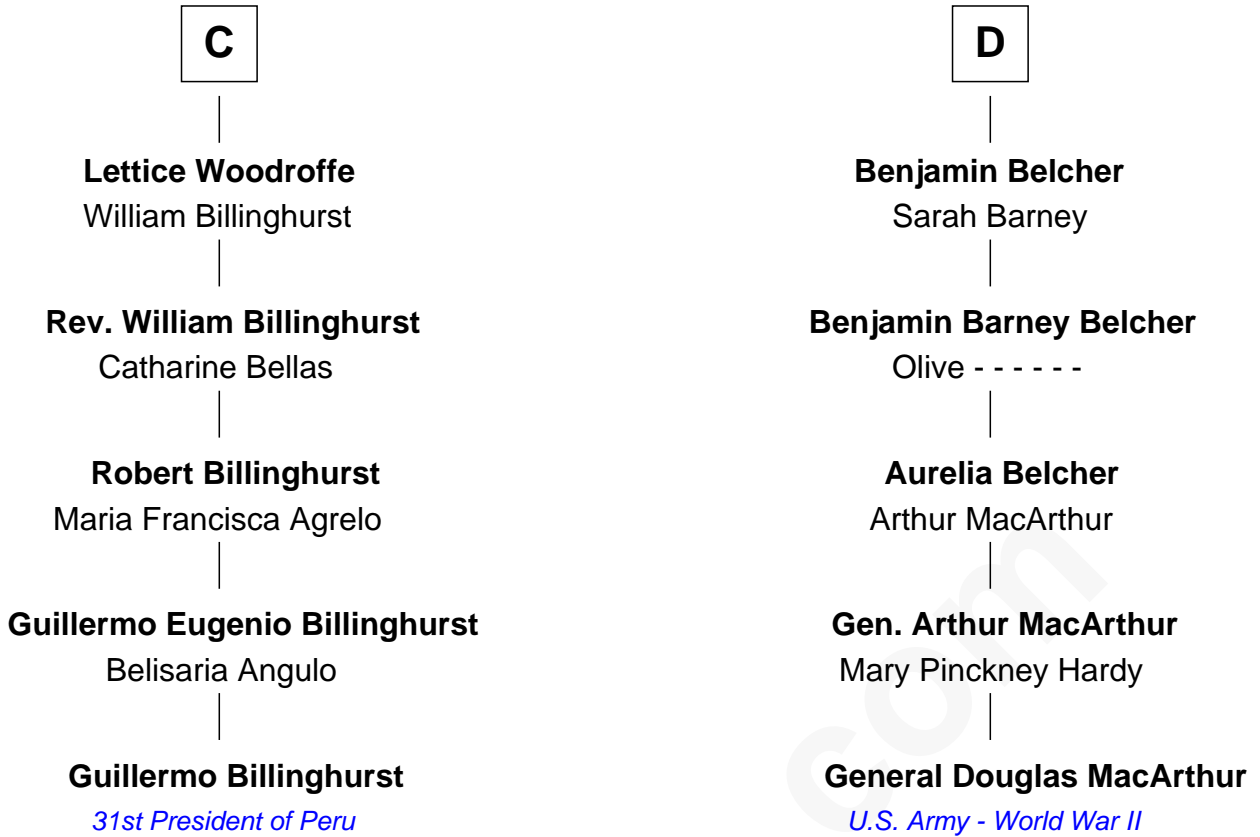 C
Lettice Woodroffe
William Billinghurst
Rev. William Billinghurst
Catharine Bellas
Robert Billinghurst
Maria Francisca Agrelo
Guillermo Eugenio Billinghurst
Belisaria Angulo
Guillermo Billinghurst
31st President of Peru
D
Benjamin Belcher
Sarah Barney
Benjamin Barney Belcher
Olive - - - - - -
Aurelia Belcher
Arthur MacArthur
Gen. Arthur MacArthur
Mary Pinckney Hardy
General Douglas MacArthur
U.S. Army - World War II
com